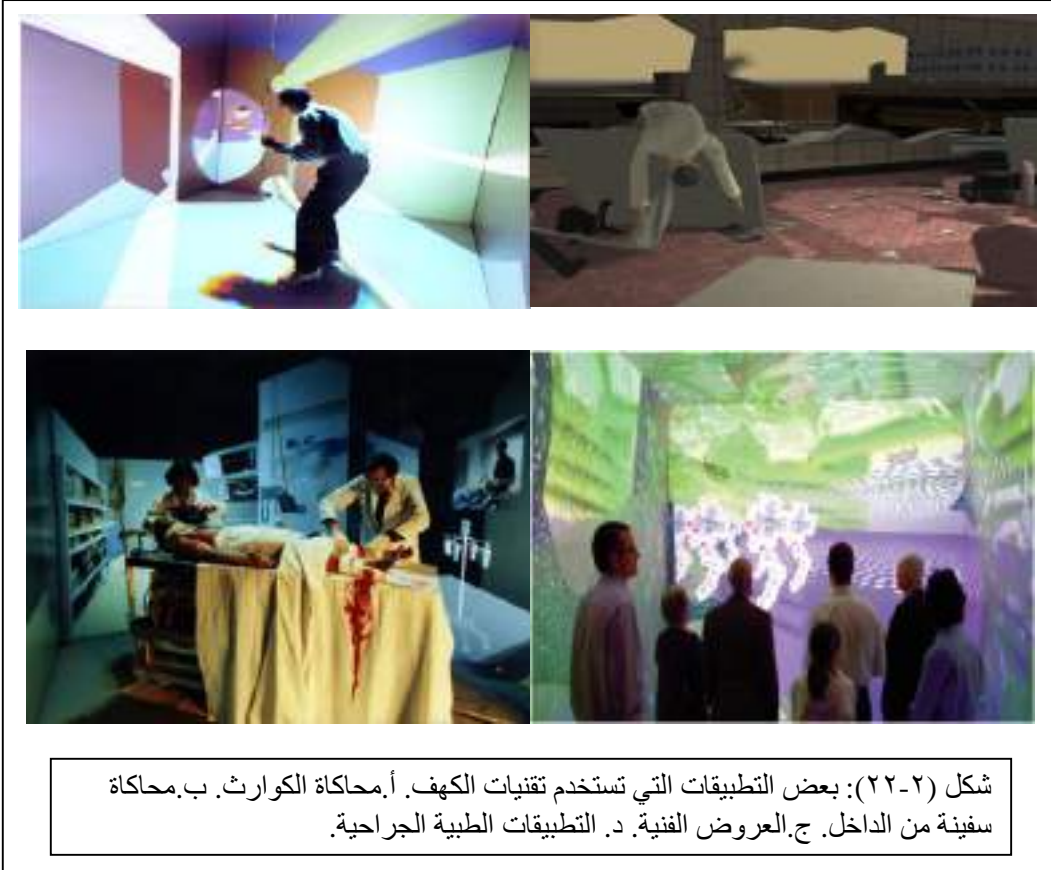 شكل (٢-٢٢): بعض التطبيقات التي تستخدم تقنيات الكهف. أ.محاكاة الكوارث. ب.محاكاة
سفينة من الداخل. ج.العروض الفنية. د. التطبيقات الطبية الجراحية.